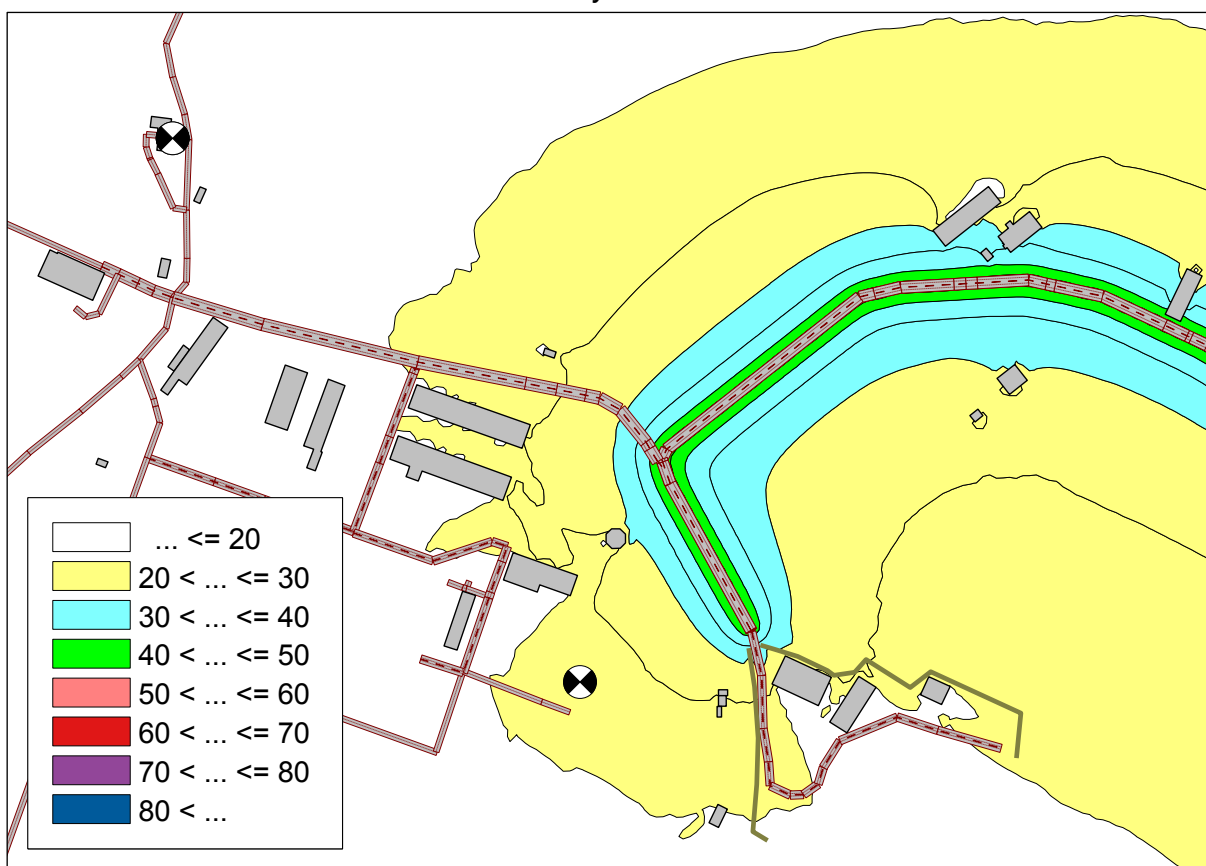 ... <= 20
20 < ... <= 30
30 < ... <= 40
40 < ... <= 50
50 < ... <= 60
60 < ... <= 70
70 < ... <= 80
80 < ...